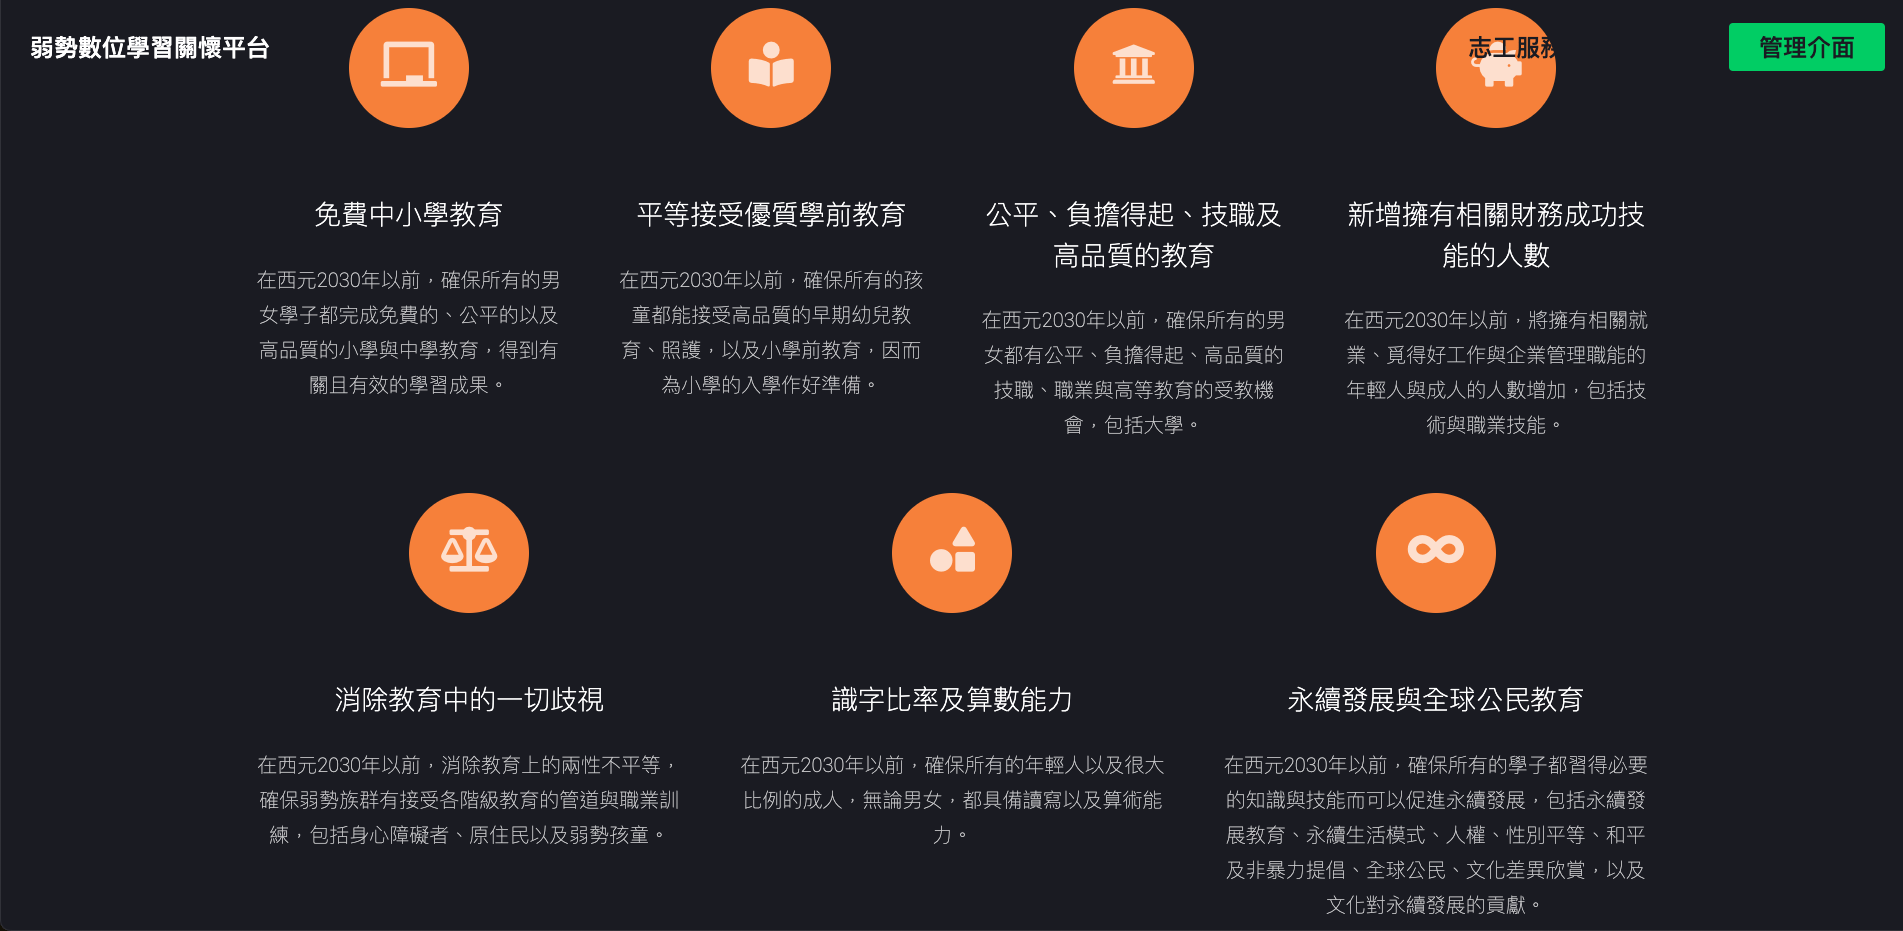 弱勢數位學習關懷平台
志工服務
管理介面
免費中小學教育
在西元2030年以前，確保所有的男
女學子都完成免費的、公平的以及
高品質的小學與中學教育，得到有
關且有效的學習成果。
平等接受優質學前教育
在西元2030年以前，確保所有的孩
童都能接受高品質的早期幼兒教
育、照護，以及小學前教育，因而
為小學的入學作好準備。
公平、負擔得起、技職及
高品質的教育
在西元2030年以前，確保所有的男
女都有公平、負擔得起、高品質的
技職、職業與高等教育的受教機
會，包括大學。
新增擁有相關財務成功技
能的人數
在西元2030年以前，將擁有相關就
業、覓得好工作與企業管理職能的
年輕人與成人的人數增加，包括技
術與職業技能。
消除教育中的一切歧視
在西元2030年以前，消除教育上的兩性不平等，
確保弱勢族群有接受各階級教育的管道與職業訓
練，包括身心障礙者、原住民以及弱勢孩童。
識字比率及算數能力
在西元2030年以前，確保所有的年輕人以及很大
比例的成人，無論男女，都具備讀寫以及算術能
力。
永續發展與全球公民教育
在西元2030年以前，確保所有的學子都習得必要
的知識與技能而可以促進永續發展，包括永續發
展教育、永續生活模式、人權、性別平等、和平
及非暴力提倡、全球公民、文化差異欣賞，以及
文化對永續發展的貢獻。